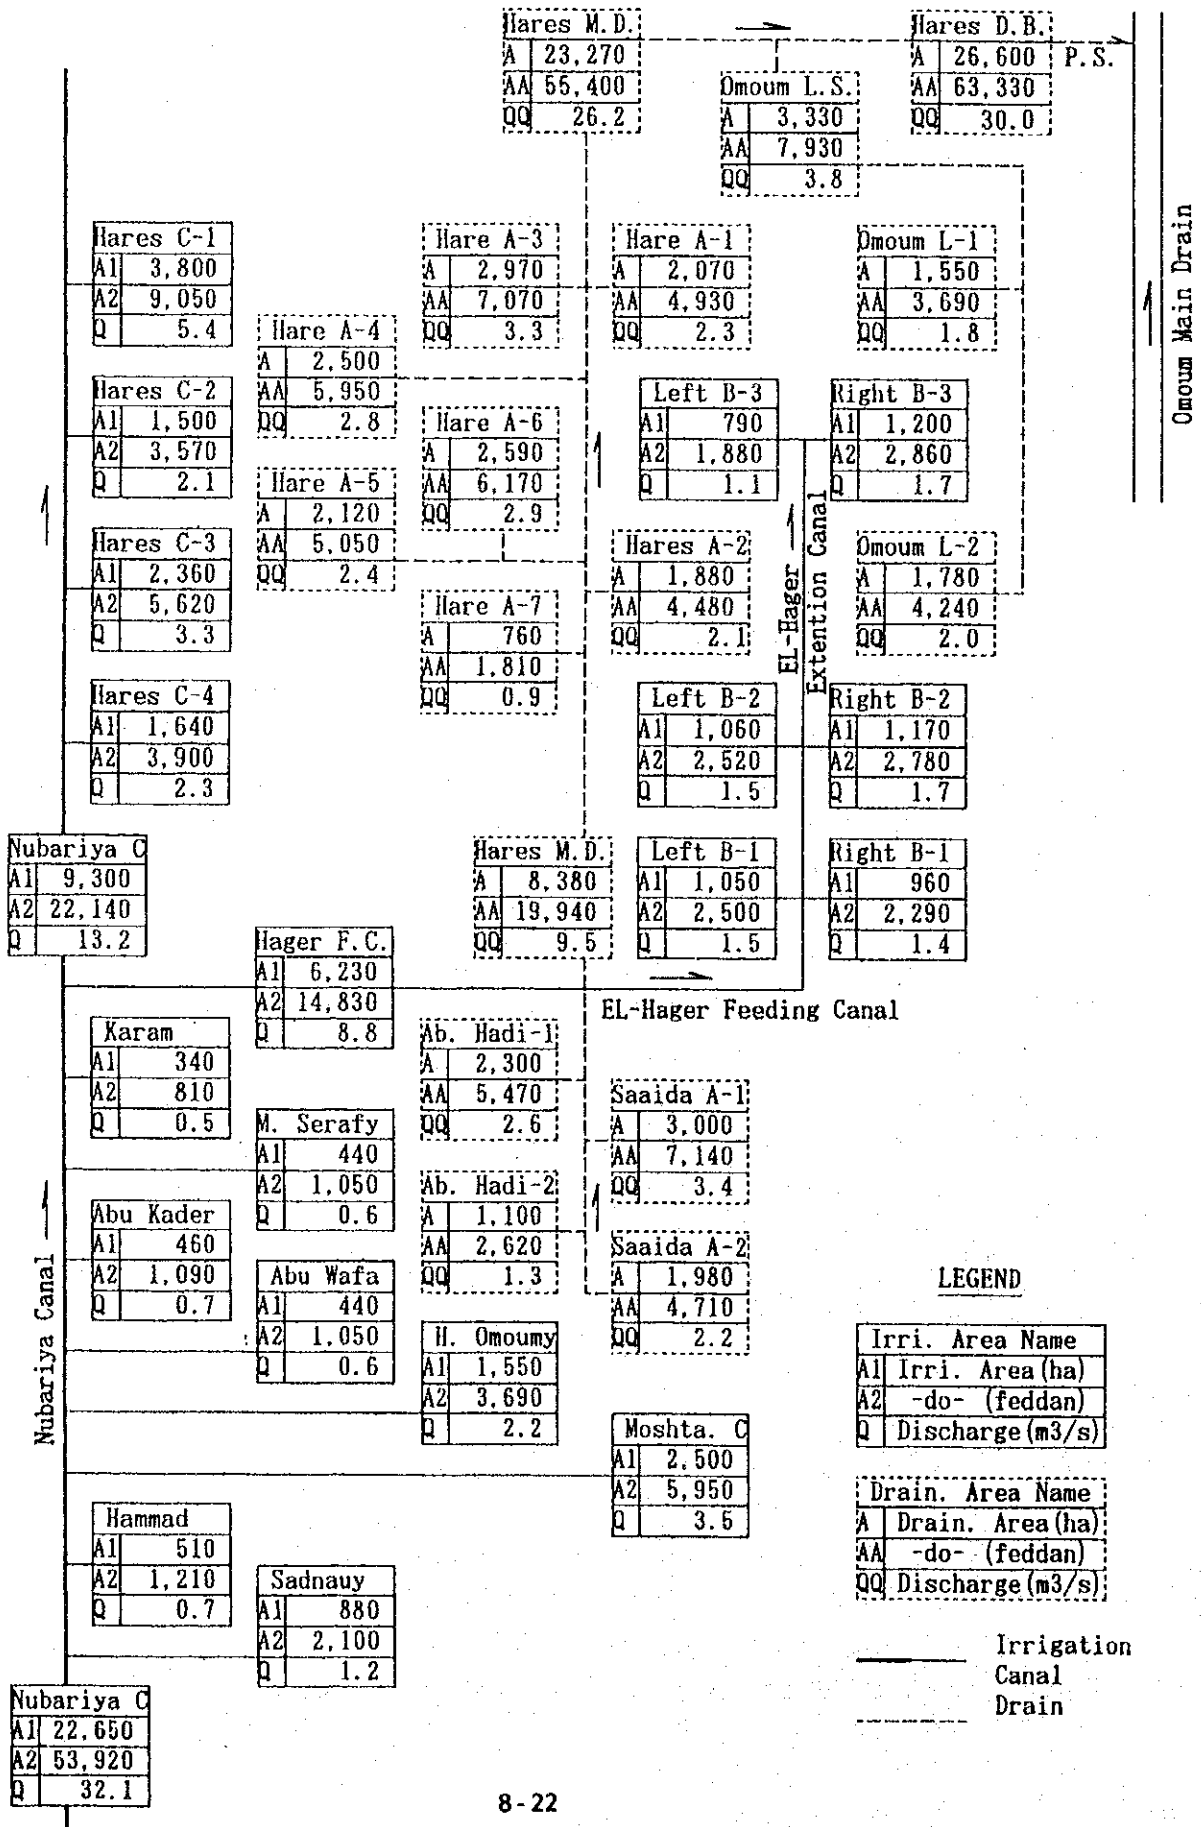 Hares M.D.
A 23,270
AA 55,400
QQ 26.2
Hares D.B.
A 26,600
AA 63,330
QQ 30.0
P.S.
Omoum L.S.
A 3,330
AA 7,930
QQ 3.8
Omoum Main Drain
Hares C-1
A1 3,800
A2 9,050
Q 5.4
Hare A-3
A 2,970
AA 7,070
QQ 3.3
Hare A-1
A 2,070
AA 4,930
QQ 2.3
Omoum L-1
A 1,550
AA 3,690
QQ 1.8
Hare A-4
A 2,500
AA 5,950
QQ 2.8
Hares C-2
A1 1,500
A2 3,570
Q 2.1
Left B-3
A1 790
A2 1,880
Q 1.1
Right B-3
A1 1,200
A2 2,860
Q 1.7
Hare A-6
A 2,590
AA 6,170
QQ 2.9
Hare A-5
A 2,120
AA 5,050
QQ 2.4
Hares C-3
A1 2,360
A2 5,620
Q 3.3
Hares A-2
A 1,880
AA 4,480
QQ 2.1
EL-Hager
Extention Canal
Omoum L-2
A 1,780
AA 4,240
QQ 2.0
Hare A-7
A 760
AA 1,810
QQ 0.9
Hares C-4
A1 1,640
A2 3,900
Q 2.3
Left B-2
A1 1,060
A2 2,520
Q 1.5
Right B-2
A1 1,170
A2 2,780
Q 1.7
Nubariya C
A1 9,300
A2 22,140
Q 13.2
Hares M.D.
A 8,380
AA 19,940
QQ 9.5
Left B-1
A1 1,050
A2 2,500
Q 1.5
Right B-1
A1 960
A2 2,290
Q 1.4
Hager F.C.
A1 6,230
A2 14,830
Q 8.8
EL-Hager Feeding Canal
Karam
A1 340
A2 810
Q 0.5
Ab. Hadi-1
A 2,300
AA 5,470
QQ 2.6
Saaida A-1
A 3,000
AA 7,140
QQ 3.4
M. Serafy
A1 440
A2 1,050
Q 0.6
Ab. Hadi-2
A 1,100
AA 2,620
QQ 1.3
Nubariya Canal
Abu Kader
A1 460
A2 1,090
Q 0.7
Saaida A-2
A 1,980
AA 4,710
QQ 2.2
Abu Wafa
A1 440
A2 1,050
Q 0.6
H. Omoumy
A1 1,550
A2 3,690
Q 2.2
Moshta. C
A1 2,500
A2 5,950
Q 3.5
Hammad
A1 510
A2 1,210
Q 0.7
Sadnauy
A1 880
A2 2,100
Q 1.2
Nubariya C
A1 22,650
A2 53,920
Q 32.1
LEGEND
Irri. Area Name
A1 Irri. Area(ha)
A2 -do- (feddan)
Q Discharge(m3/s)
Drain. Area Name
A Drain. Area(ha)
AA -do- (feddan)
QQ Discharge(m3/s)
Irrigation
Canal
Drain
8-22